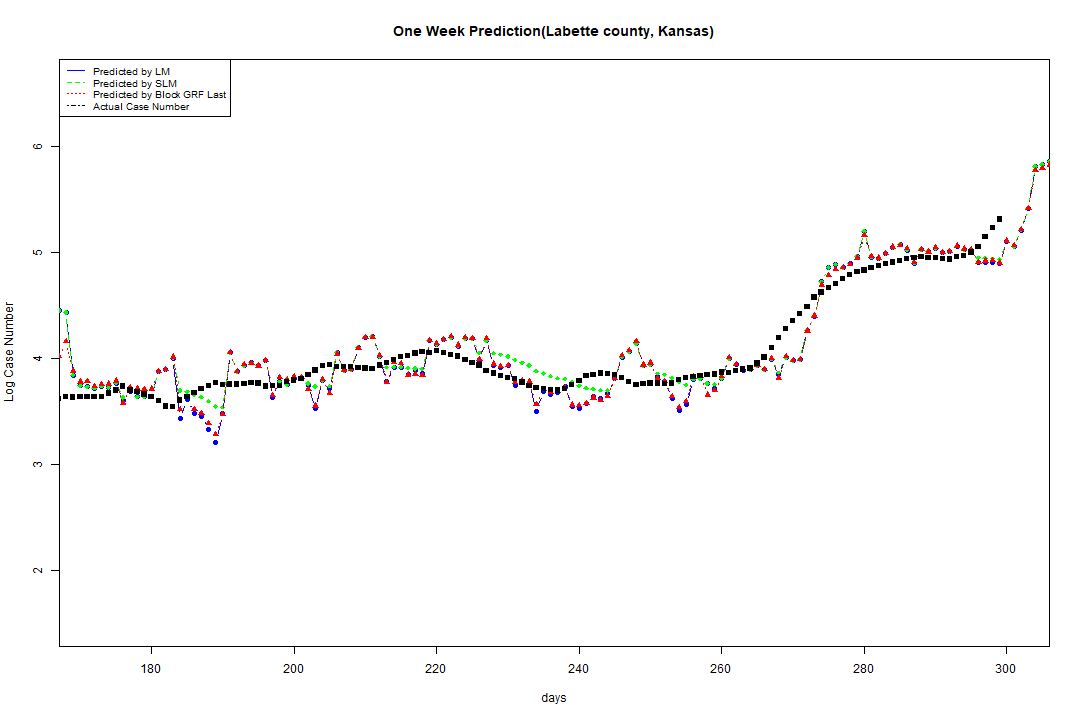 One Week Prediction(Labette county, Kansas)
Predicted by LM
Predicted by SLM
Predicted by Block GRF Last
Actual Case Number
Log Case Number
6
5
4
3
2
180 200 220 240 260 280 300
days